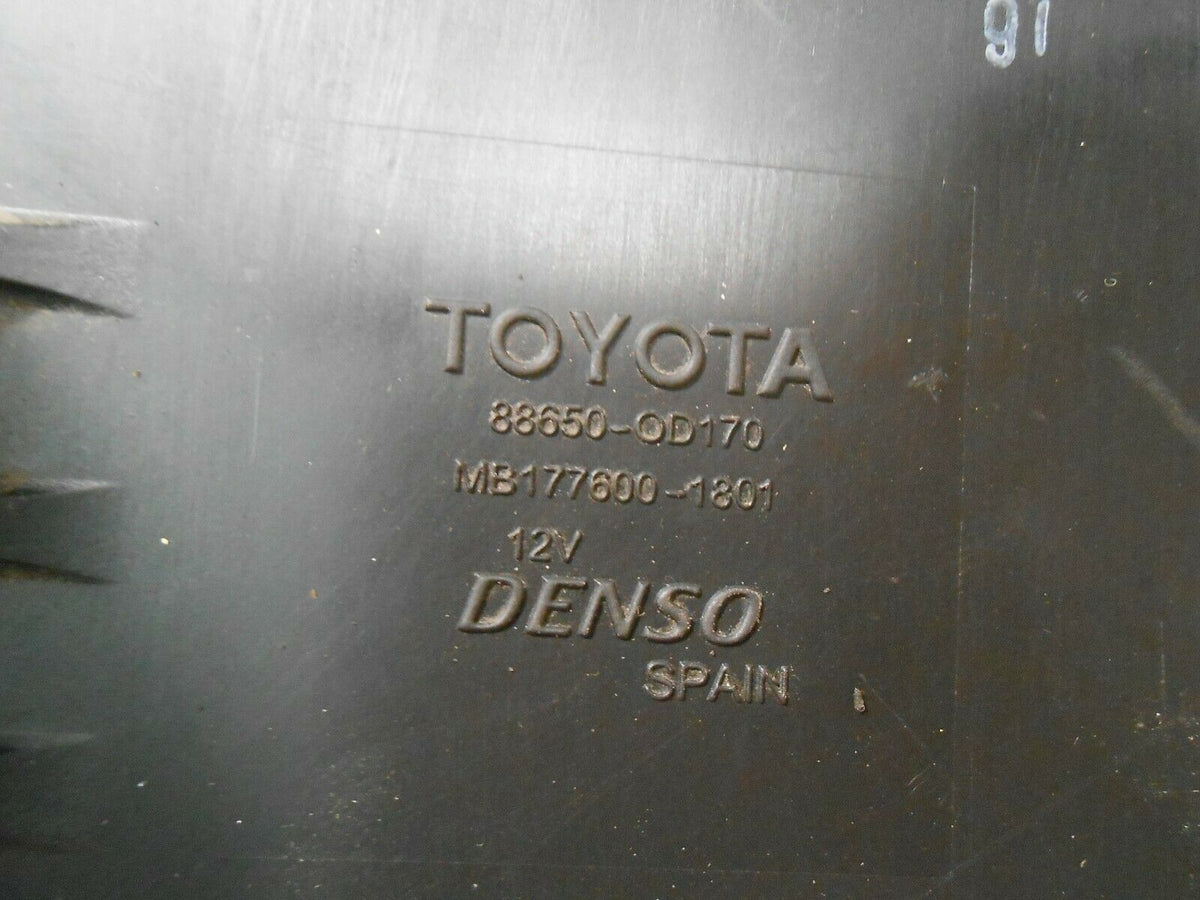 91
TOYOTA
88650-0D170
MB177600-1801
12V
DENSO
SPAIN